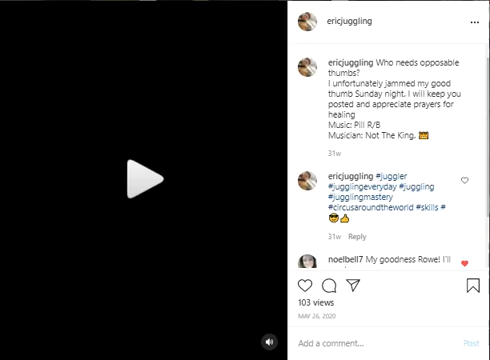 ericjuggling
ericjuggling Who needs opposable
thumbs?
I unfortunately jammed my good
thumb Sunday night. I will keep you
posted and appreciate prayers for
healing
Music: Pill R/B
Musician: Not The King.
31w
ericjuggling #juggler
#jugglingeveryday #juggling
#jugglingmastery
#circusaroundtheworld #skills #
😎👍
31w Reply
noelbell7 My goodness Rowe! I'll
103 views
MAY 26, 2020
Add a comment...
Post